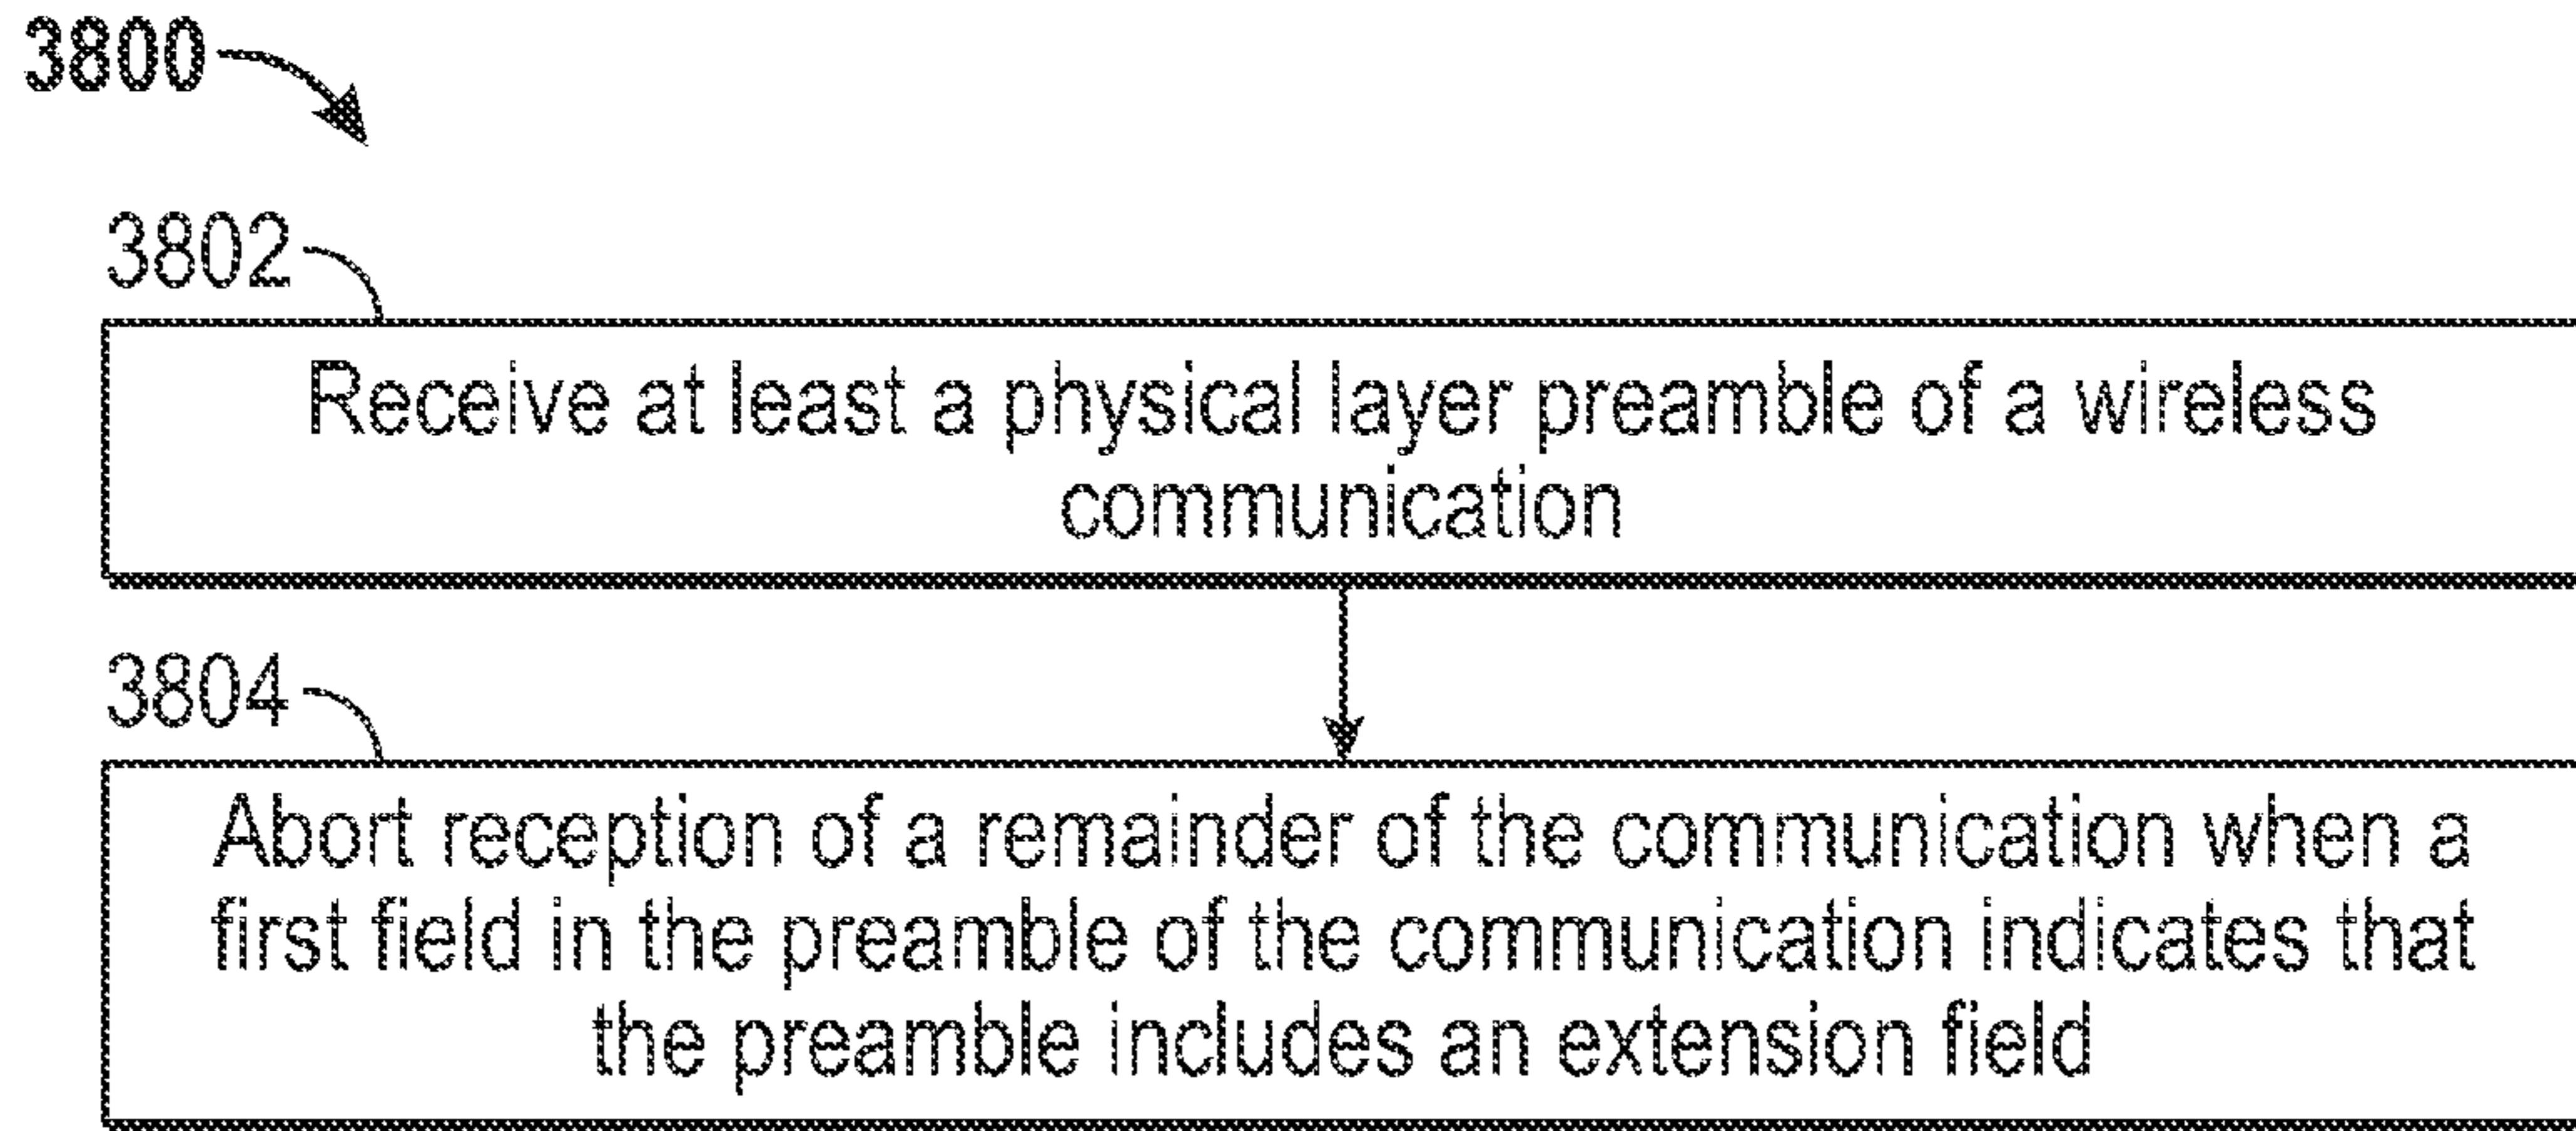 3800
3802
Receive at least a physical layer preamble of a wireless
communication
3804
Abort reception of a remainder of the communication when a
first field in the preamble of the communication indicates that
the preamble includes an extension field